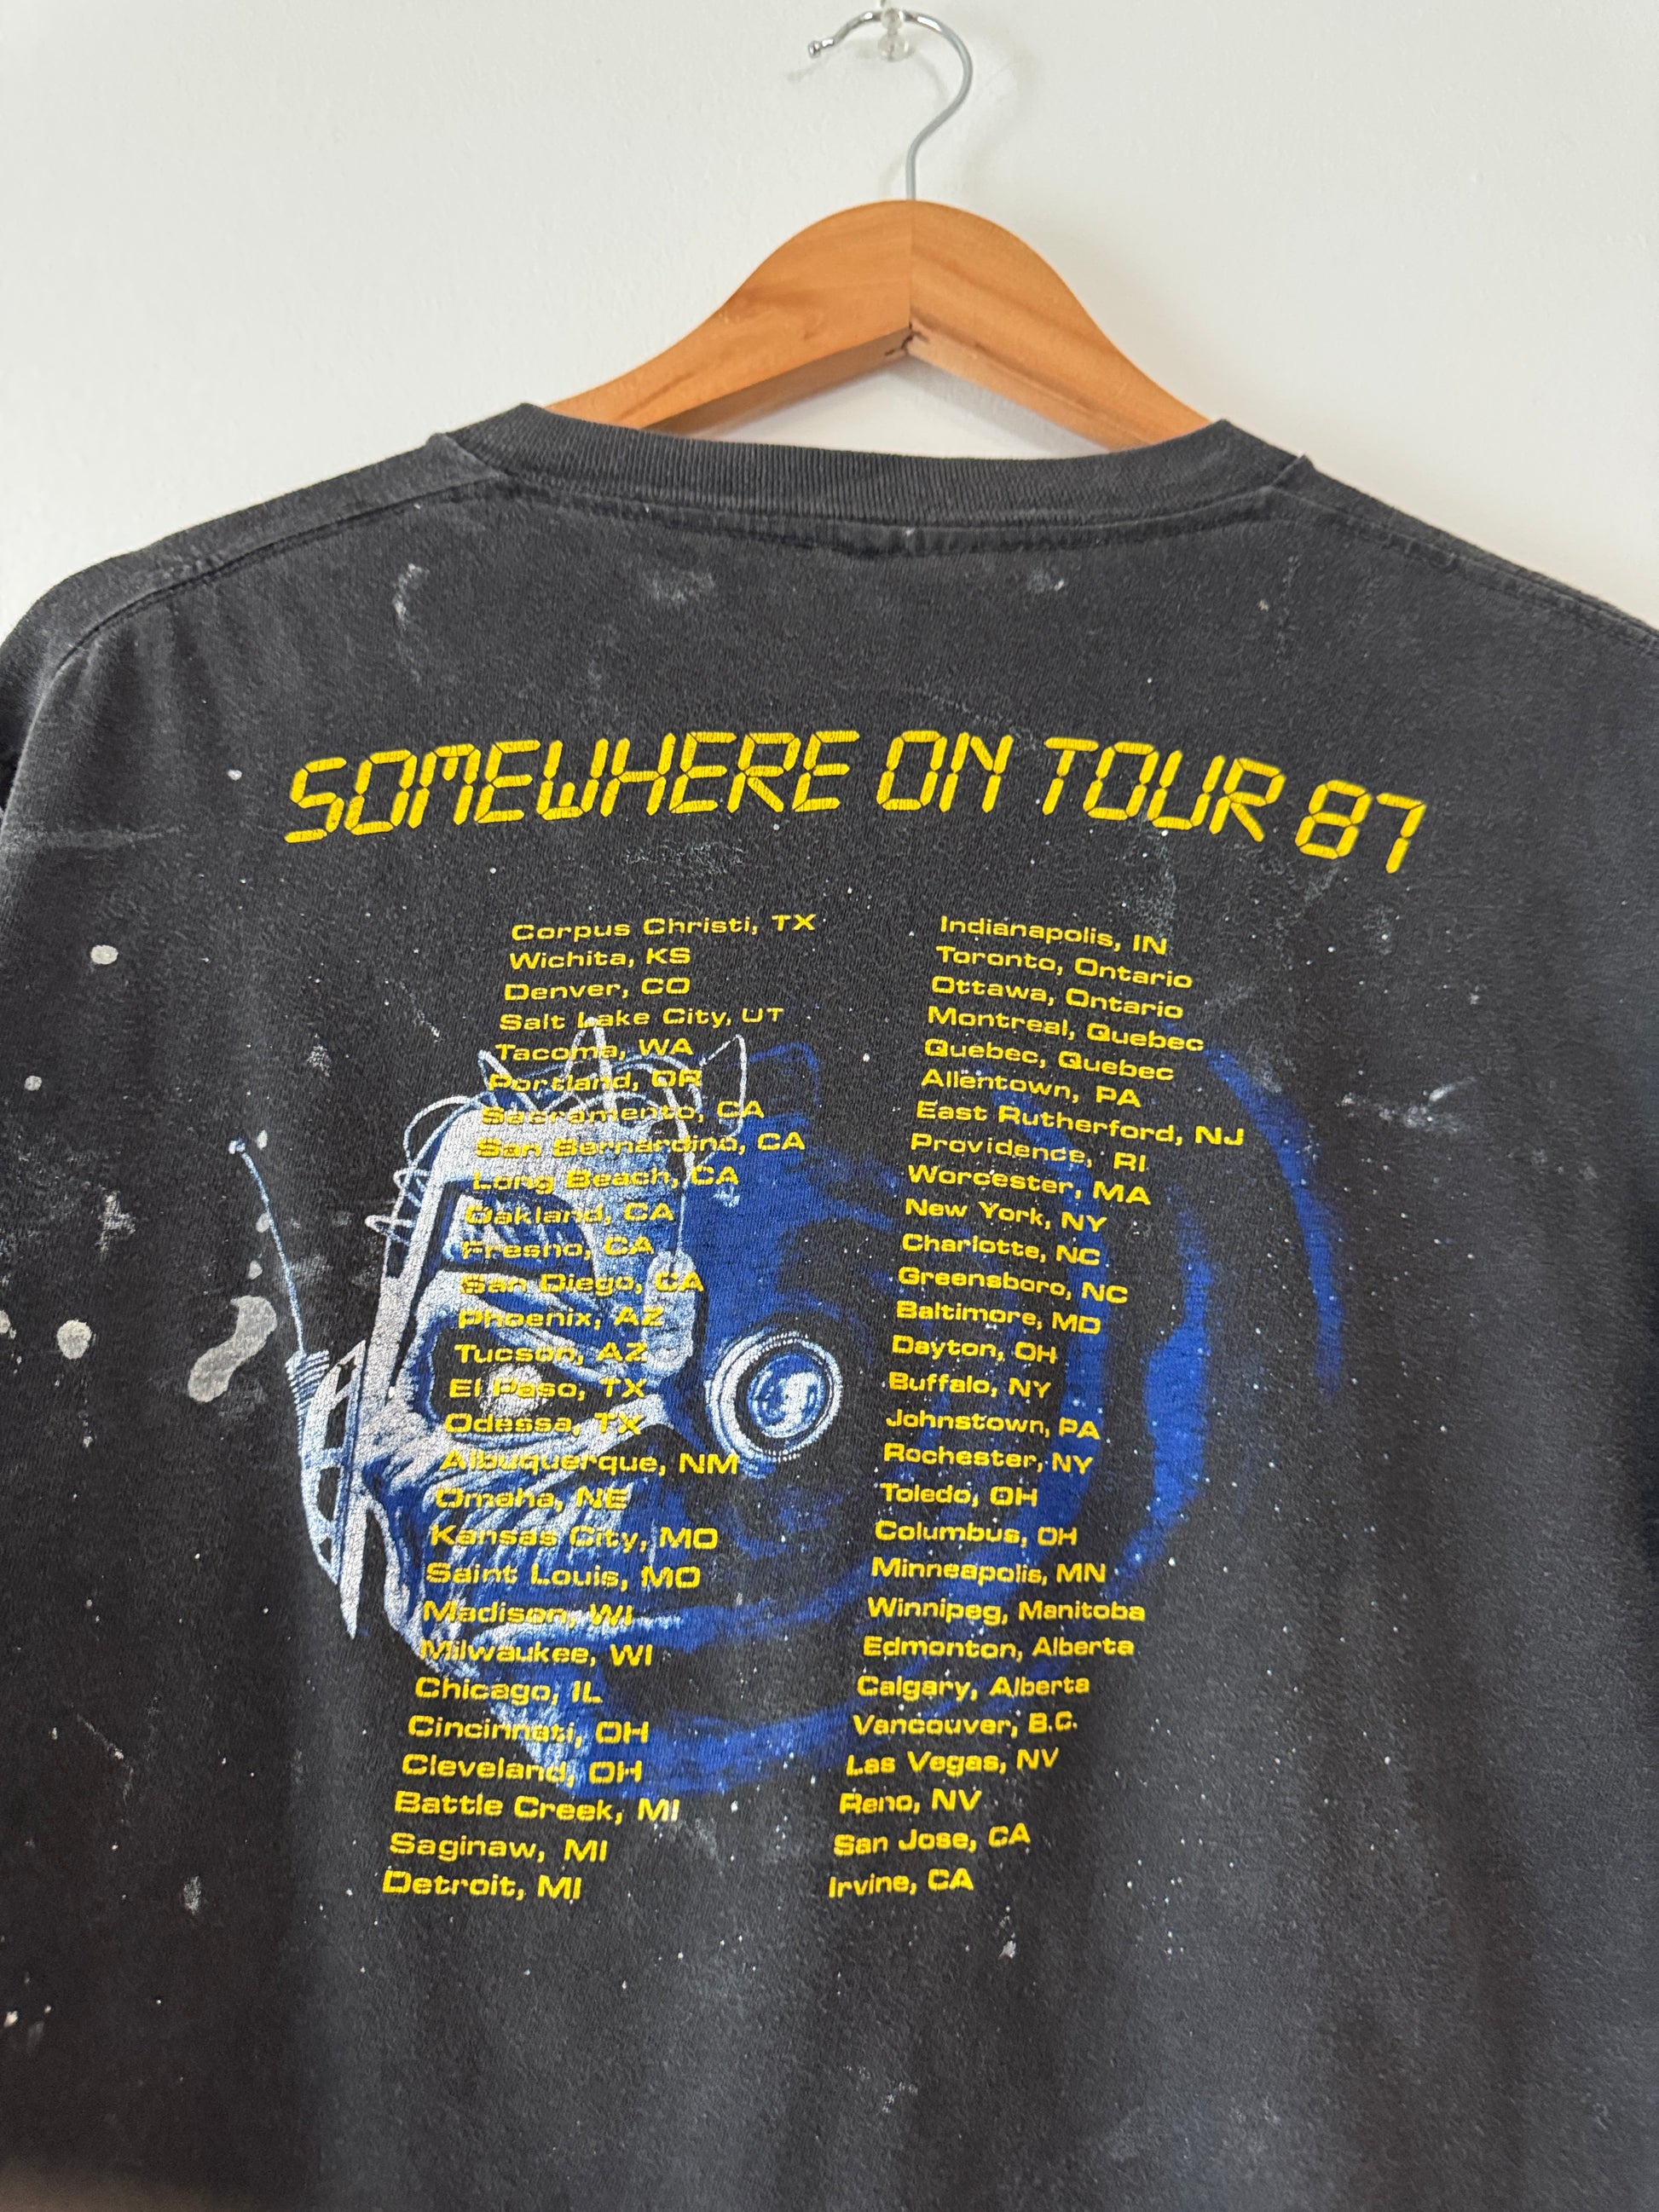 SOMEWHERE ON TOUR 87
Corpus Christi, TX
Wichita, KS
Denver, CO
Salt Lake City, UT
Tacoma, WA
Portland, OR
Sacramento, CA
San Bernardino, CA
Long Beach, CA
Oakland, CA
Fresno, CA
San Diego, CA
Phoenix, AZ
Tucson, AZ
El Paso, TX
Odessa, TX
Albuquerque, NM
Omaha, NE
Kansas City, MO
Saint Louis, MO
Madison, WI
Milwaukee, WI
Chicago, IL
Cincinnati, OH
Cleveland, OH
Battle Creek, MI
Saginaw, MI
Detroit, MI
Indianapolis, IN
Toronto, Ontario
Ottawa, Ontario
Montreal, Quebec
Quebec, Quebec
Allentown, PA
East Rutherford, NJ
Providence, RI
Worcester, MA
New York, NY
Charlotte, NC
Greensboro, NC
Baltimore, MD
Dayton, OH
Buffalo, NY
Johnstown, PA
Rochester, NY
Toledo, OH
Columbus, OH
Minneapolis, MN
Winnipeg, Manitoba
Edmonton, Alberta
Calgary, Alberta
Vancouver, B.C.
Las Vegas, NV
Reno, NV
San Jose, CA
Irvine, CA